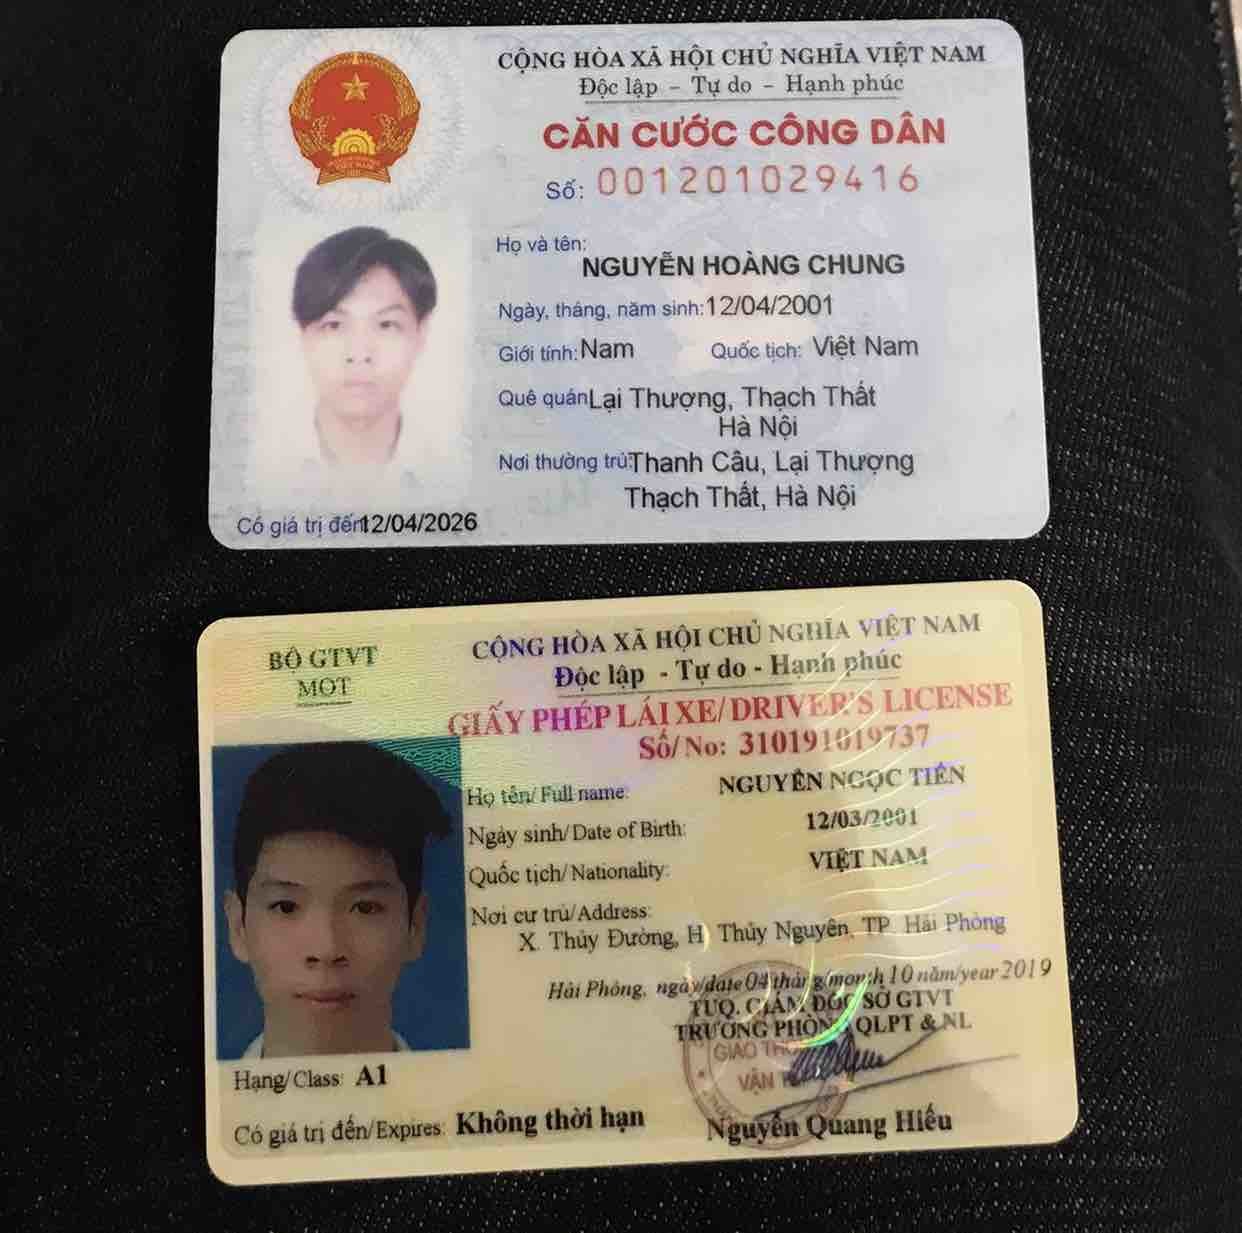 CỘNG HÒA XÃ HỘI CHỦ NGHĨA VIỆT NAM
Độc lập - Tự do - Hạnh phúc
CĂN CƯỚC CÔNG DÂN
Số: 001201029416
Họ và tên:
NGUYỄN HOÀNG CHUNG
Ngày, tháng, năm sinh: 12/04/2001
Giới tính: Nam Quốc tịch: Việt Nam
Quê quán Lại Thượng, Thạch Thất
Hà Nội
Nơi thường trú: Thanh Câu, Lại Thượng
Thạch Thất, Hà Nội
Có giá trị đến 12/04/2026
BỘ GTVT
MOT
CỘNG HÒA XÃ HỘI CHỦ NGHĨA VIỆT NAM
Độc lập - Tự do - Hạnh phúc
GIẤY PHÉP LÁI XE/DRIVER'S LICENSE
Số/No: 310191019737
Họ tên/Full name: NGUYỄN NGỌC TIẾN
Ngày sinh/Date of Birth: 12/03/2001
Quốc tịch/Nationality: VIỆT NAM
Nơi cư trú/Address:
X. Thủy Đường, H. Thủy Nguyên, TP. Hải Phòng
Hải Phòng, ngày/date 04 tháng/month 10 năm/year 2019
TUQ. GIÁM ĐỐC SỞ GTVT
TRƯỞNG PHÒNG QLPT & NL
GIAO THÔNG
VẬN
Hạng/Class: A1
Có giá trị đến/Expires: Không thời hạn
Nguyễn Quang Hiếu